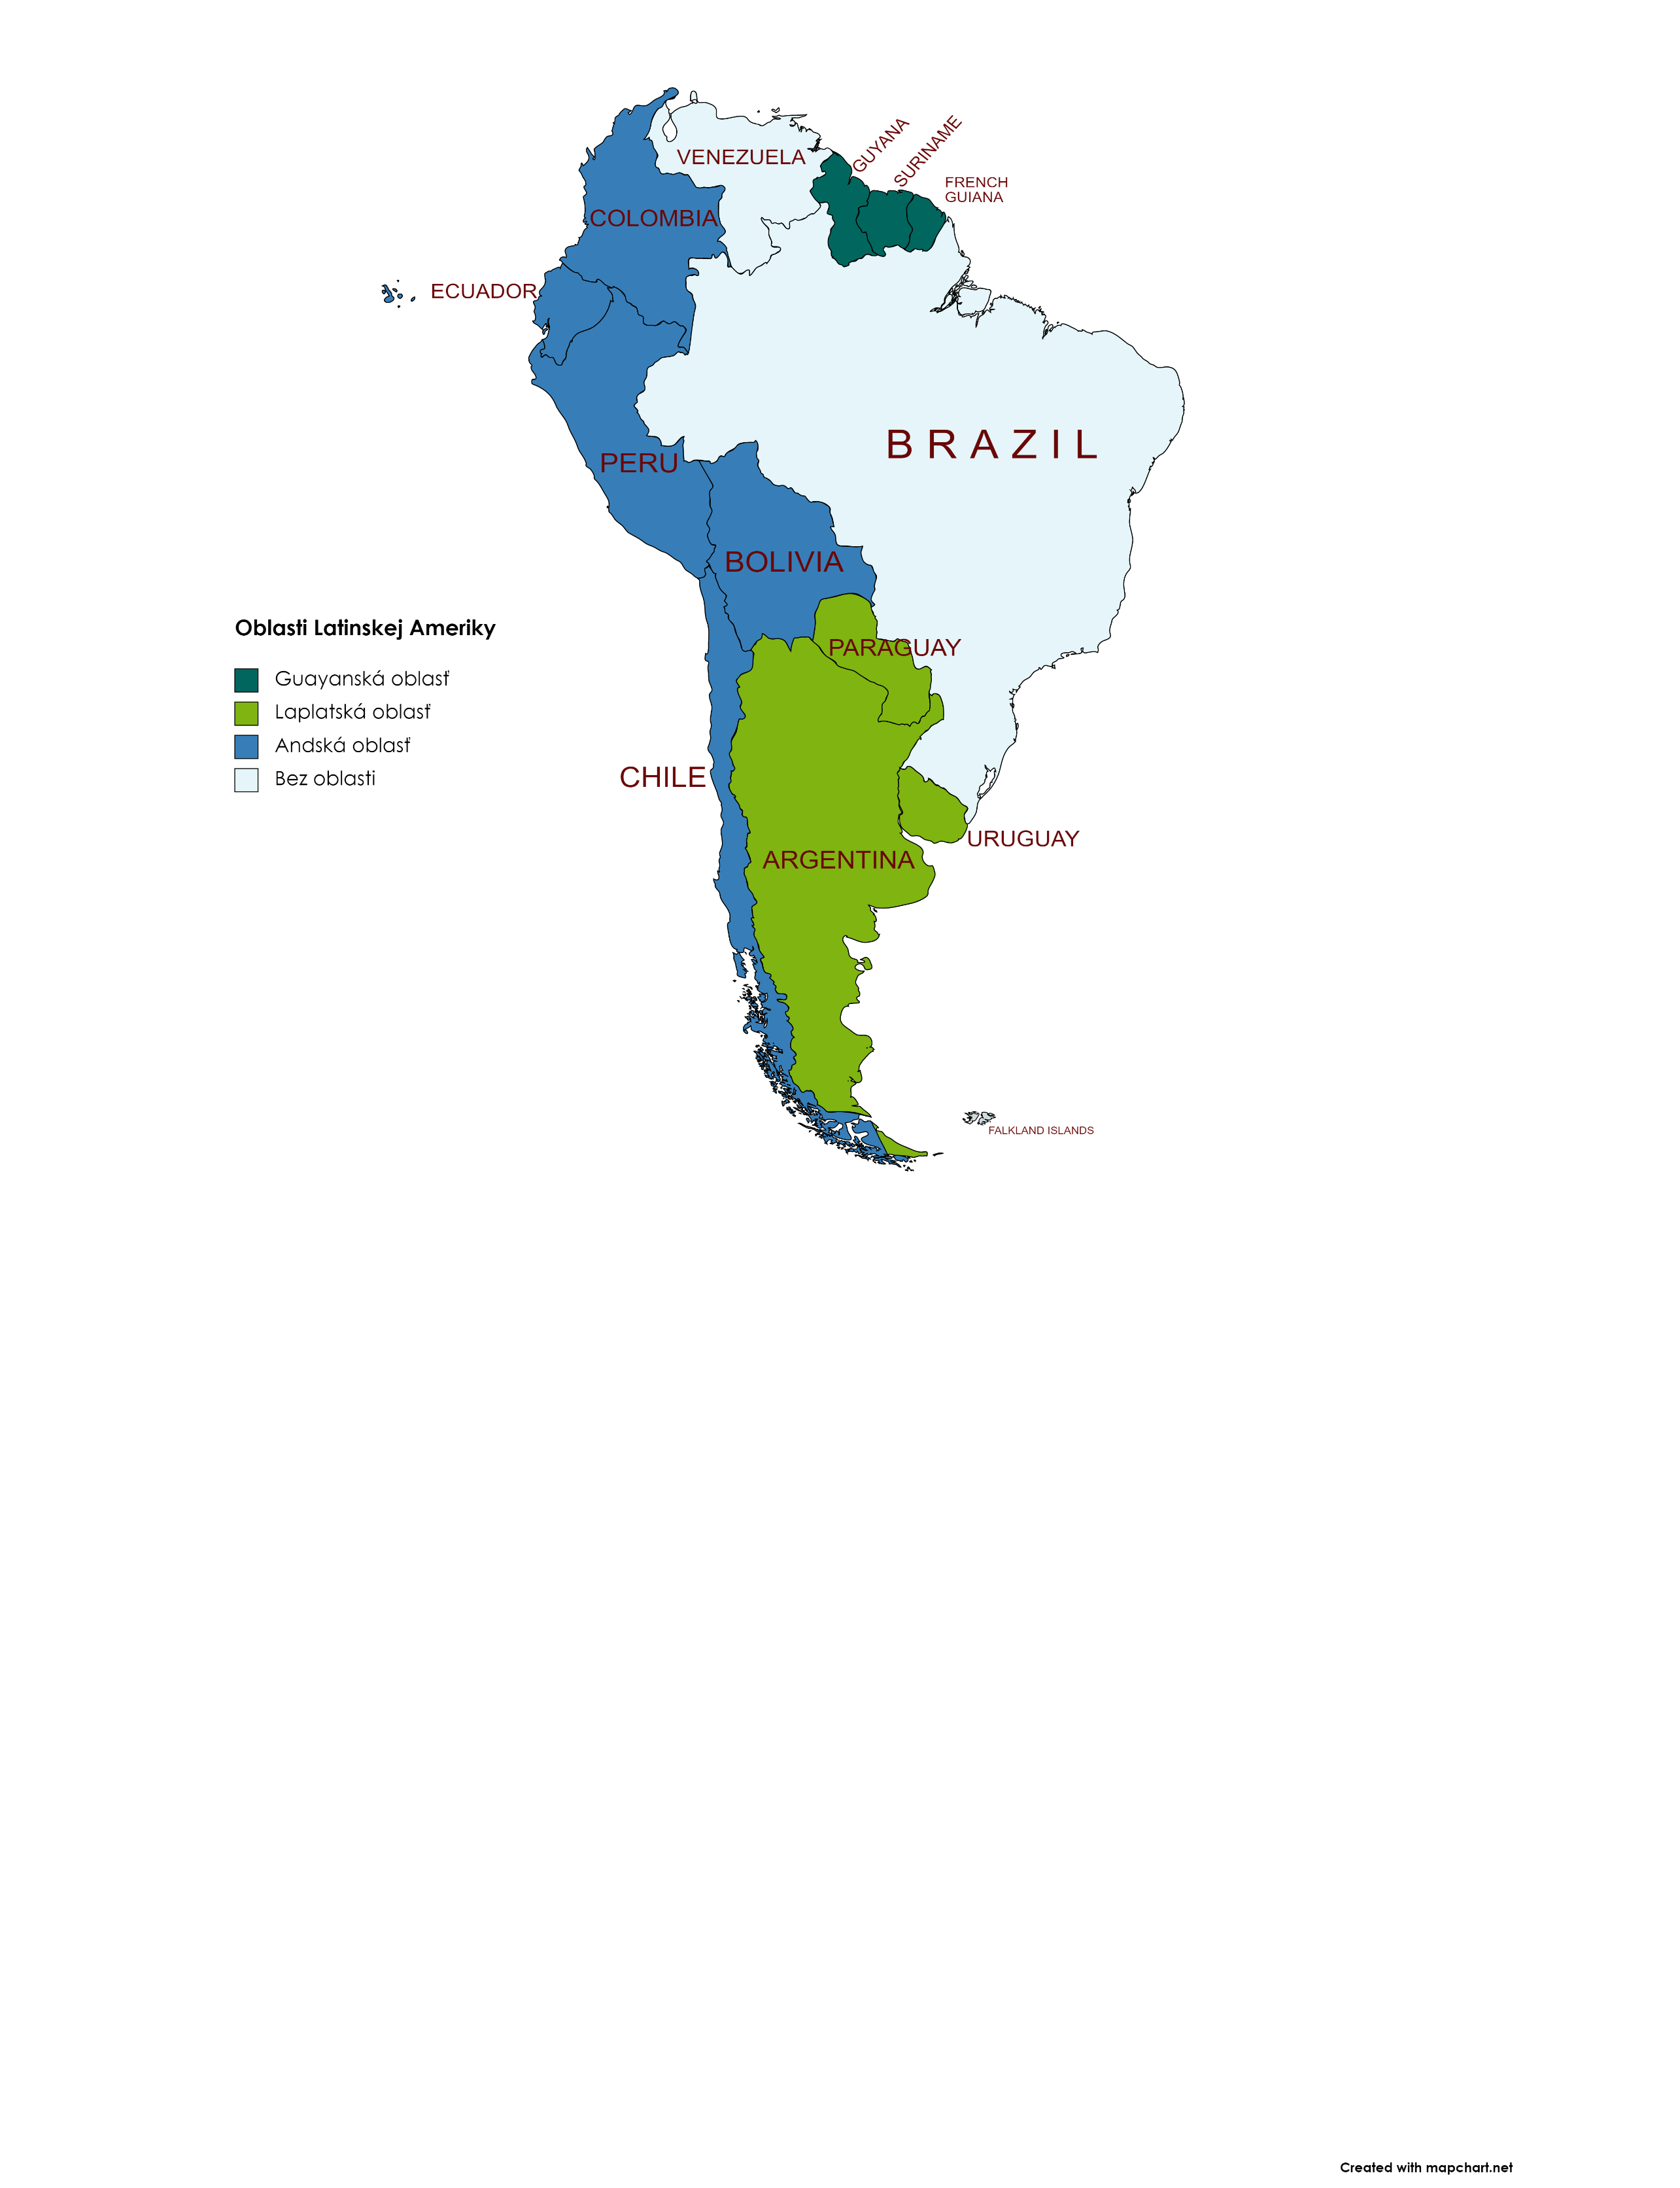 VENEZUELA
GUYANA
SURINAME
FRENCH
GUIANA
COLOMBIA
ECUADOR
B R A Z I L
PERU
BOLIVIA
PARAGUAY
CHILE
URUGUAY
ARGENTINA
FALKLAND ISLANDS
Oblasti Latinskej Ameriky
Guayanská oblasť
Laplatská oblasť
Andská oblasť
Bez oblasti
Created with mapchart.net